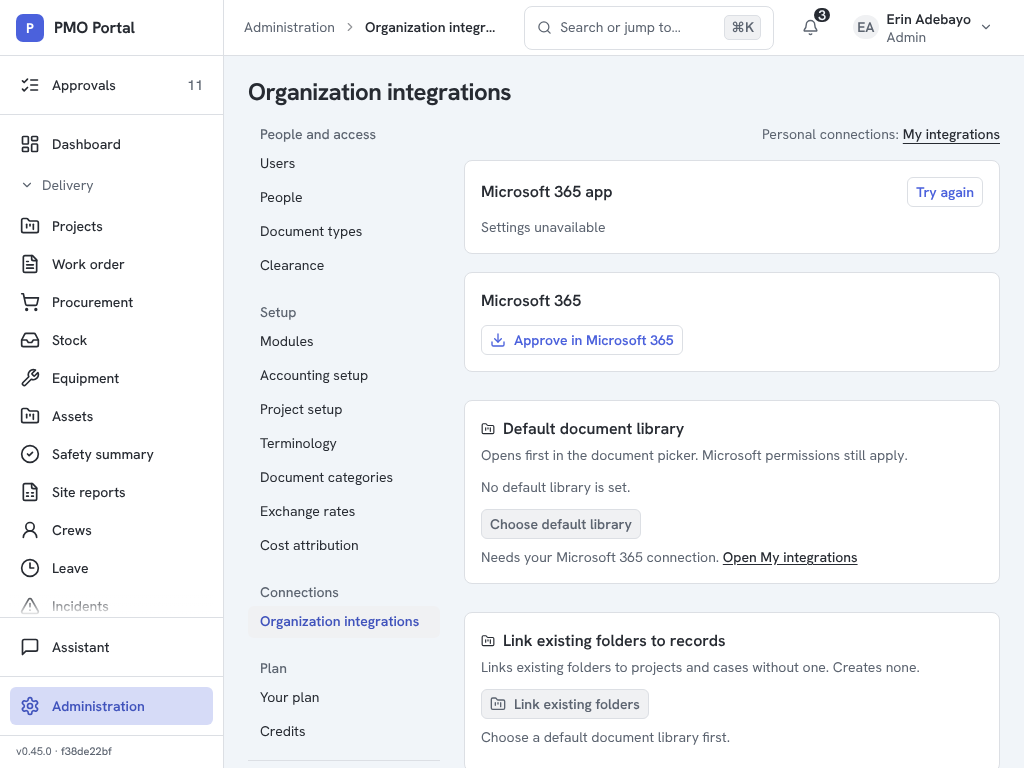 P PMO Portal
Administration > Organization integr...
Search or jump to... ⌘K
3
EA Erin Adebayo
Admin
Approvals 11
Dashboard
Delivery
Projects
Work order
Procurement
Stock
Equipment
Assets
Safety summary
Site reports
Crews
Leave
Incidents
Assistant
Administration
v0.45.0 · f38de22bf
Organization integrations
People and access
Users
People
Document types
Clearance
Setup
Modules
Accounting setup
Project setup
Terminology
Document categories
Exchange rates
Cost attribution
Connections
Organization integrations
Plan
Your plan
Credits
Personal connections: My integrations
Microsoft 365 app
Try again
Settings unavailable
Microsoft 365
Approve in Microsoft 365
Default document library
Opens first in the document picker. Microsoft permissions still apply.
No default library is set.
Choose default library
Needs your Microsoft 365 connection. Open My integrations
Link existing folders to records
Links existing folders to projects and cases without one. Creates none.
Link existing folders
Choose a default document library first.